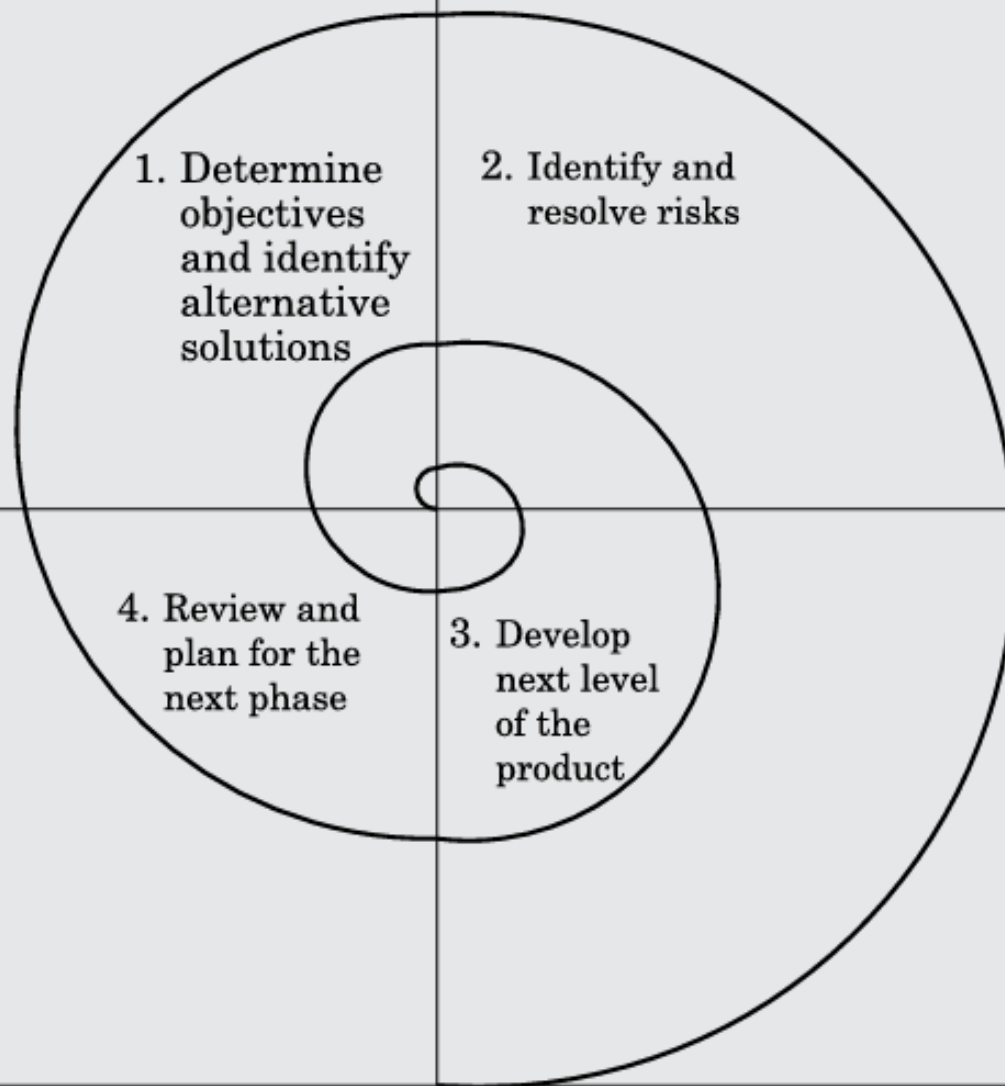 1. Determine
objectives
and identify
alternative
solutions
2. Identify and
resolve risks
4. Review and
plan for the
next phase
3. Develop
next level
of the
product